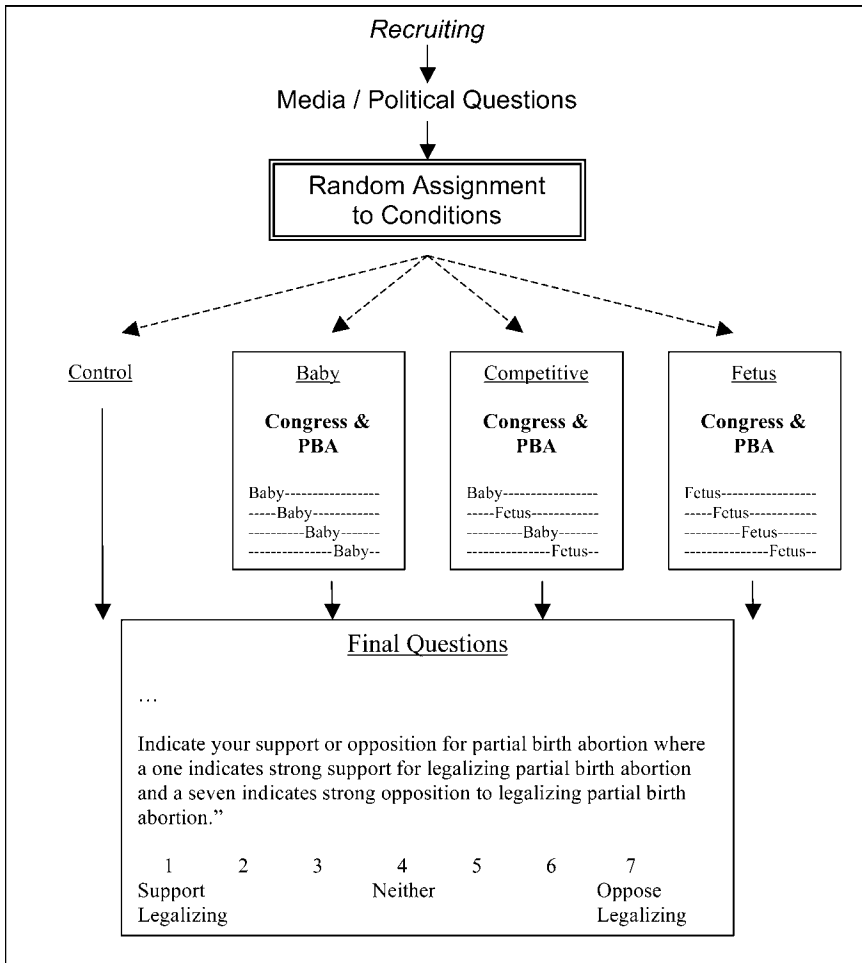 Recruiting
Media / Political Questions
Random Assignment
to Conditions
Control
Baby
Congress &
PBA
Baby-----------------
-----Baby------------
----------Baby-------
---------------Baby--
Competitive
Congress &
PBA
Baby------------------
-----Fetus------------
----------Baby-------
---------------Fetus--
Fetus
Congress &
PBA
Fetus-----------------
-----Fetus------------
----------Fetus-------
---------------Fetus--
Final Questions
…
Indicate your support or opposition for partial birth abortion where
a one indicates strong support for legalizing partial birth abortion
and a seven indicates strong opposition to legalizing partial birth
abortion.”
1 2 3 4 5 6 7
Support Neither Oppose
Legalizing Legalizing